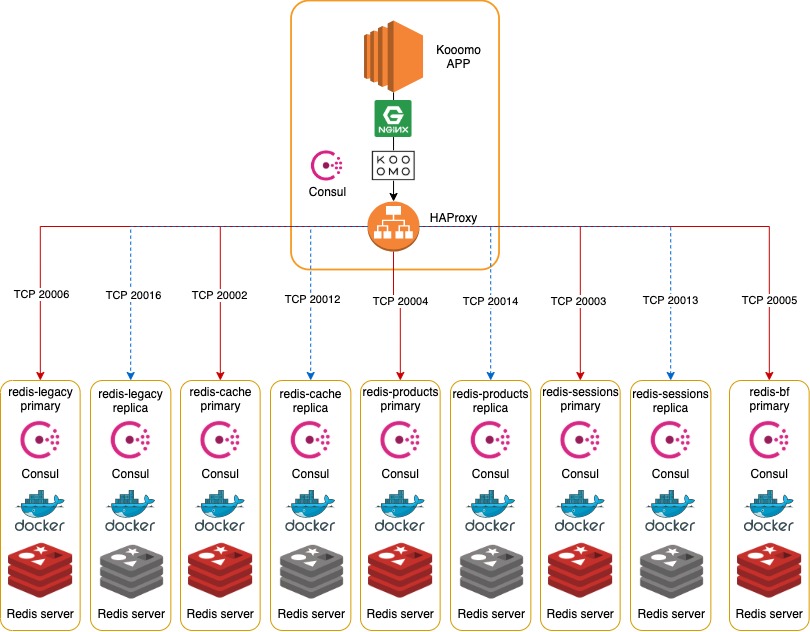 Kooomo
APP
NGINX
KOO
OMO
Consul
HAProxy
TCP 20006
TCP 20016
TCP 20002
TCP 20012
TCP 20004
TCP 20014
TCP 20003
TCP 20013
TCP 20005
redis-legacy
primary
redis-legacy
replica
redis-cache
primary
redis-cache
replica
redis-products
primary
redis-products
replica
redis-sessions
primary
redis-sessions
replica
redis-bf
primary
Consul
Consul
Consul
Consul
Consul
Consul
Consul
Consul
Consul
docker
docker
docker
docker
docker
docker
docker
docker
docker
Redis server
Redis server
Redis server
Redis server
Redis server
Redis server
Redis server
Redis server
Redis server